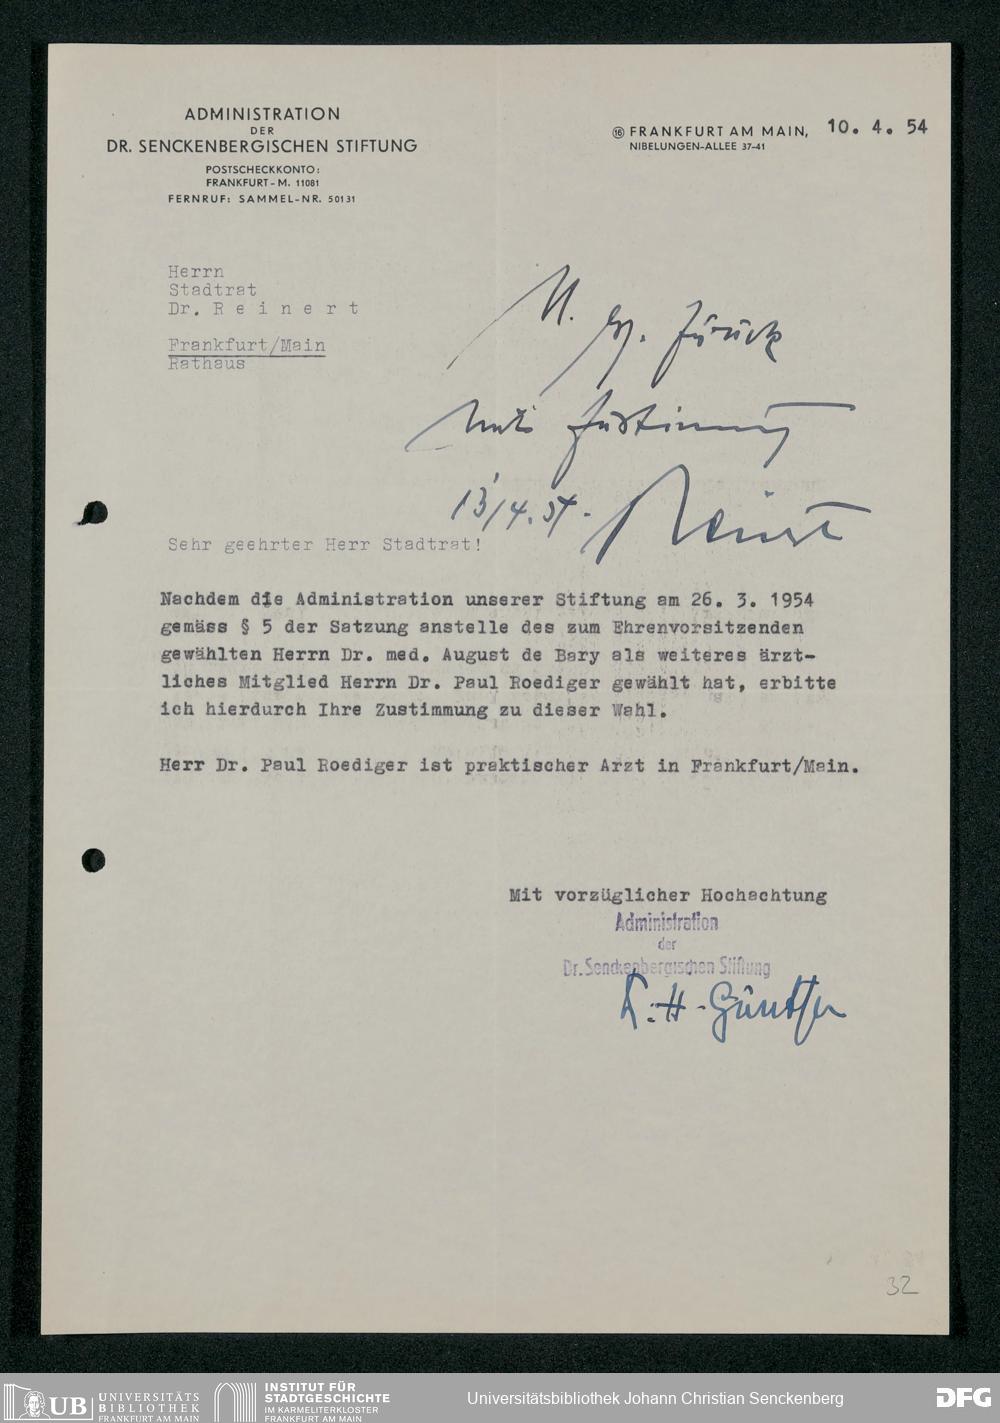 ADMINISTRATION
DER
DR. SENCKENBERGISCHEN STIFTUNG
POSTSCHECKKONTO:
FRANKFURT-M. 11081
FERNRUF: SAMMEL-NR. 50131
⑯ FRANKFURT AM MAIN, 10. 4. 54
NIBELUNGEN-ALLEE 37-41
Herrn
Stadtrat
Dr. R e i n e r t
Frankfurt/Main
Rathaus
U.
zurück
mit Zustimmung
13/4.54. Reinert
Sehr geehrter Herr Stadtrat!
Nachdem die Administration unserer Stiftung am 26. 3. 1954
gemäss § 5 der Satzung anstelle des zum Ehrenvorsitzenden
gewählten Herrn Dr. med. August de Bary als weiteres ärzt-
liches Mitglied Herrn Dr. Paul Roediger gewählt hat, erbitte
ich hierdurch Ihre Zustimmung zu dieser Wahl.
Herr Dr. Paul Roediger ist praktischer Arzt in Frankfurt/Main.
Mit vorzüglicher Hochachtung
Administration
der
Dr. Senckenbergischen Stiftung
K.H. Günther
32
UB UNIVERSITÄTS
BIBLIOTHEK
FRANKFURT AM MAIN
INSTITUT FÜR
STADTGESCHICHTE
IM KARMELITERKLOSTER
FRANKFURT AM MAIN
Universitätsbibliothek Johann Christian Senckenberg
DFG